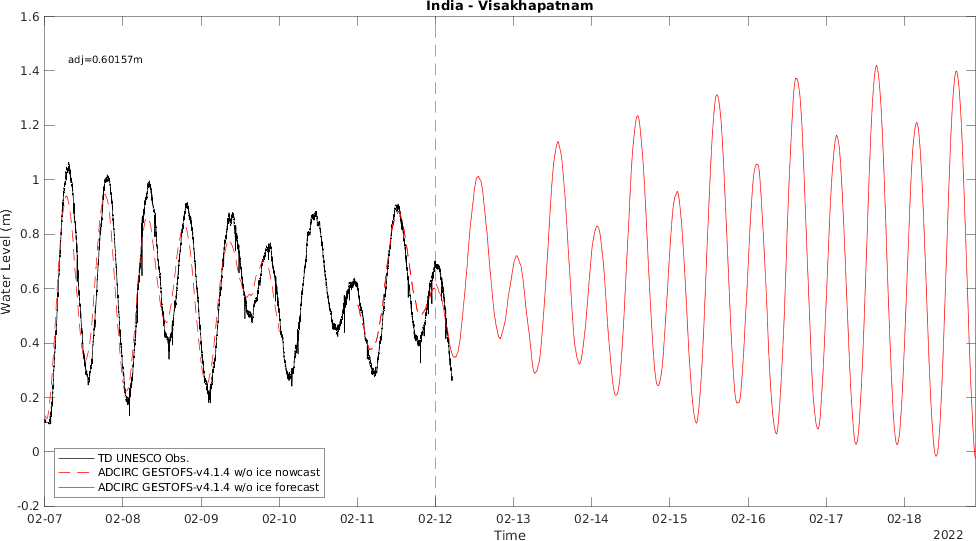 India - Visakhapatnam
adj=0.60157m
1.6
1.4
1.2
1
0.8
0.6
0.4
0.2
0
-0.2
Water Level (m)
TD UNESCO Obs.
ADCIRC GESTOFS-v4.1.4 w/o ice nowcast
ADCIRC GESTOFS-v4.1.4 w/o ice forecast
02-07 02-08 02-09 02-10 02-11 02-12 02-13 02-14 02-15 02-16 02-17 02-18
Time
2022